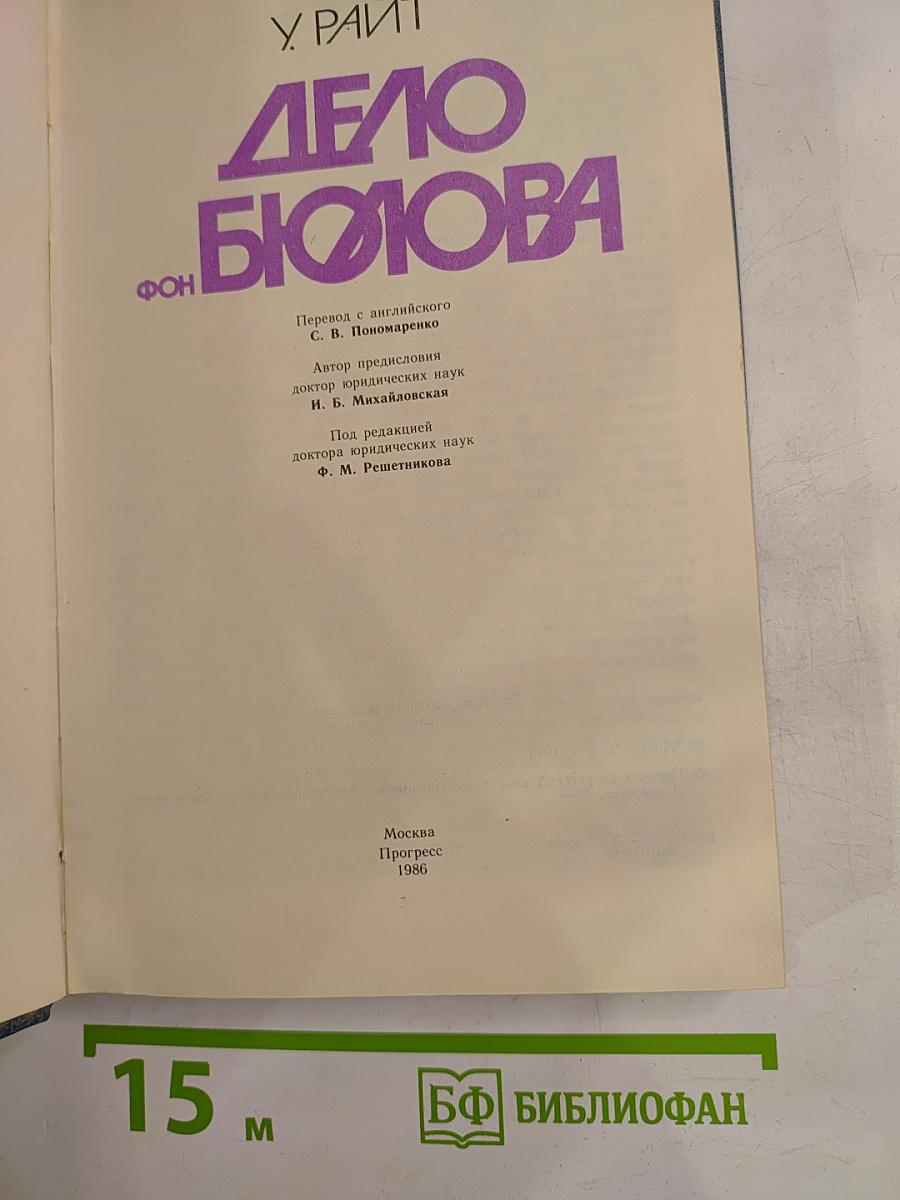 У. РАЙТ
ДЕЛО
ФОН БЮЛОВА
Перевод с английского
С. В. Пономаренко
Автор предисловия
доктор юридических наук
И. Б. Михайловская
Под редакцией
доктора юридических наук
Ф. М. Решетникова
Москва
Прогресс
1986
15 м
БФ БИБЛИОФАН